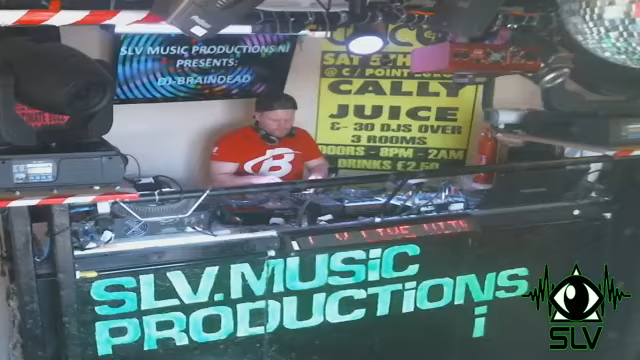 SLV MUSIC PRODUCTIONS NI
PRESENTS:
DJ-BRAINDEAD
SAT 5TH
@ C / POINT
CALLY
JUICE
&- 30 DJS OVER
3 ROOMS
DOORS - 8PM - 2AM
DRINKS £2.50
B
SLV.MUSiC
PRODUCTiONS
i
SLV